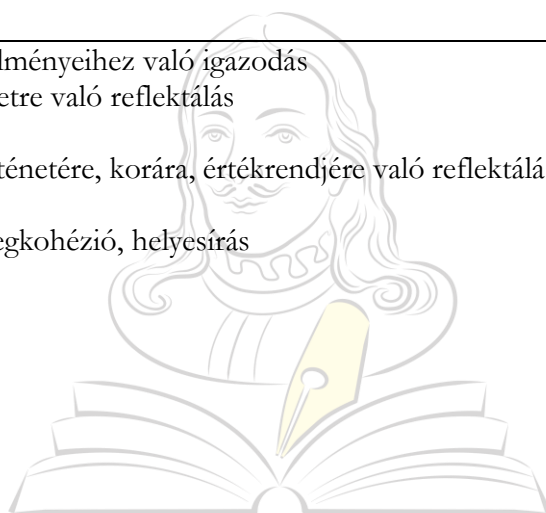 lményeihez való igazodás
etre való reflektálás
ténetére, korára, értékrendjére való reflektálá
egkohézió, helyesírás